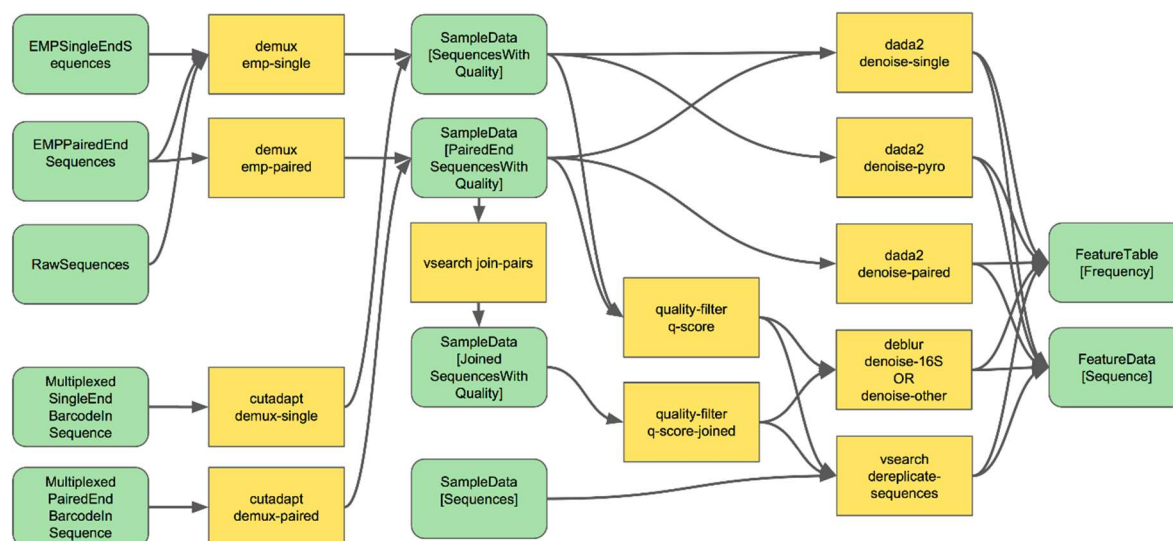 EMPSingleEndS
equences
demux
emp-single
SampleData
[SequencesWith
Quality]
dada2
denoise-single
EMPPairedEnd
Sequences
demux
emp-paired
SampleData
[PairedEnd
SequencesWith
Quality]
dada2
denoise-pyro
RawSequences
vsearch join-pairs
dada2
denoise-paired
FeatureTable
[Frequency]
quality-filter
q-score
SampleData
[Joined
SequencesWith
Quality]
deblur
denoise-16S
OR
denoise-other
FeatureData
[Sequence]
Multiplexed
SingleEnd
BarcodeIn
Sequence
cutadapt
demux-single
quality-filter
q-score-joined
Multiplexed
PairedEnd
BarcodeIn
Sequence
cutadapt
demux-paired
SampleData
[Sequences]
vsearch
dereplicate-
sequences